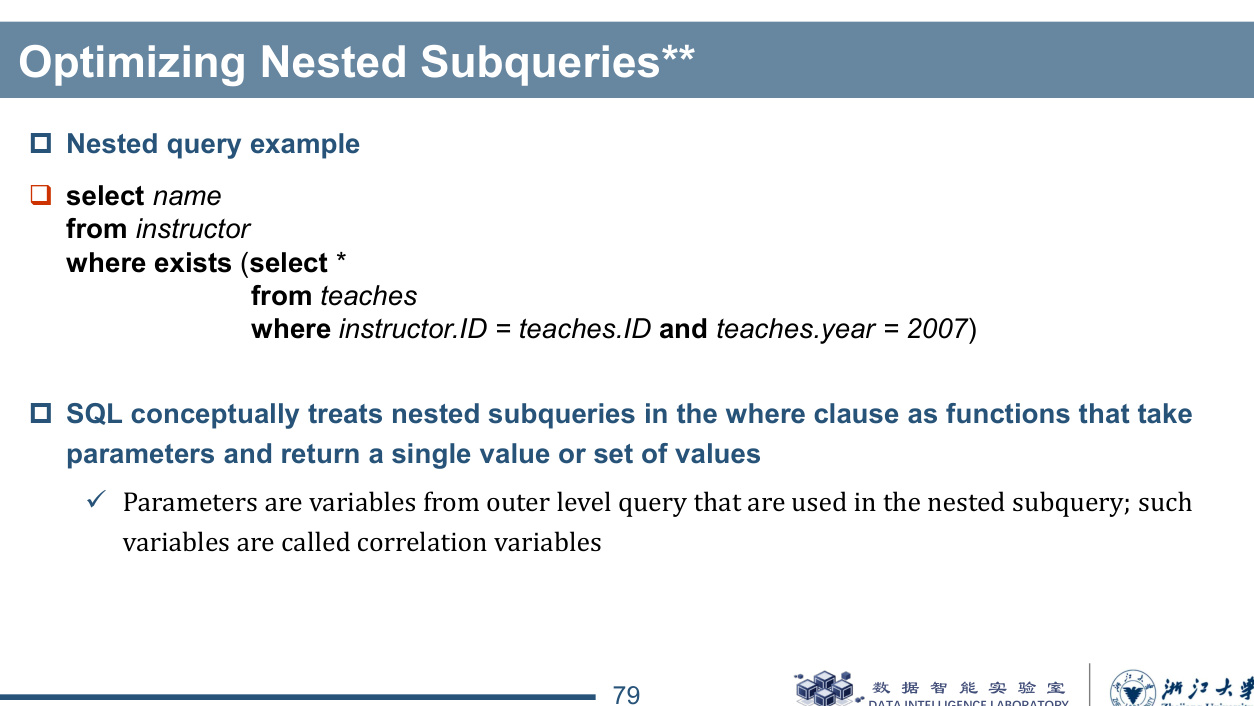 Optimizing Nested Subqueries**
Nested query example
select name
from instructor
where exists (select *
from teaches
where instructor.ID = teaches.ID and teaches.year = 2007)
SQL conceptually treats nested subqueries in the where clause as functions that take
parameters and return a single value or set of values
Parameters are variables from outer level query that are used in the nested subquery; such
variables are called correlation variables
79
数据智能实验室
DATA INTELLIGENCE LABORATORY
浙江大学
Zhejiang University